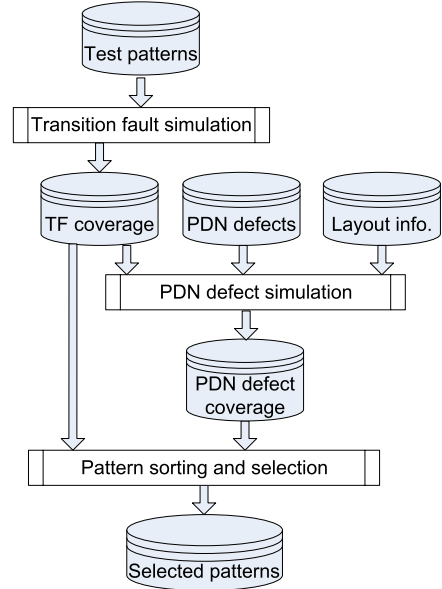 Test patterns
Transition fault simulation
TF coverage
PDN defects
Layout info.
PDN defect simulation
PDN defect
coverage
Pattern sorting and selection
Selected patterns